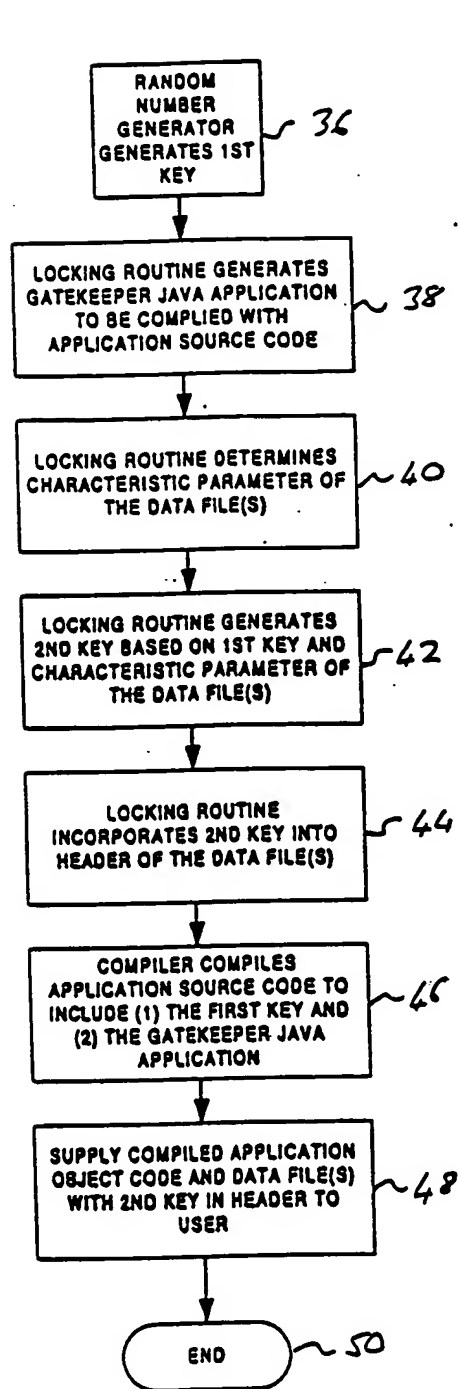 RANDOM
NUMBER
GENERATOR
GENERATES 1ST
KEY
36
LOCKING ROUTINE GENERATES
GATEKEEPER JAVA APPLICATION
TO BE COMPLIED WITH
APPLICATION SOURCE CODE
38
LOCKING ROUTINE DETERMINES
CHARACTERISTIC PARAMETER OF
THE DATA FILE(S)
40
LOCKING ROUTINE GENERATES
2ND KEY BASED ON 1ST KEY AND
CHARACTERISTIC PARAMETER OF
THE DATA FILE(S)
42
LOCKING ROUTINE
INCORPORATES 2ND KEY INTO
HEADER OF THE DATA FILE(S)
44
COMPILER COMPILES
APPLICATION SOURCE CODE TO
INCLUDE (1) THE FIRST KEY AND
(2) THE GATEKEEPER JAVA
APPLICATION
46
SUPPLY COMPILED APPLICATION
OBJECT CODE AND DATA FILE(S)
WITH 2ND KEY IN HEADER TO
USER
48
END
50